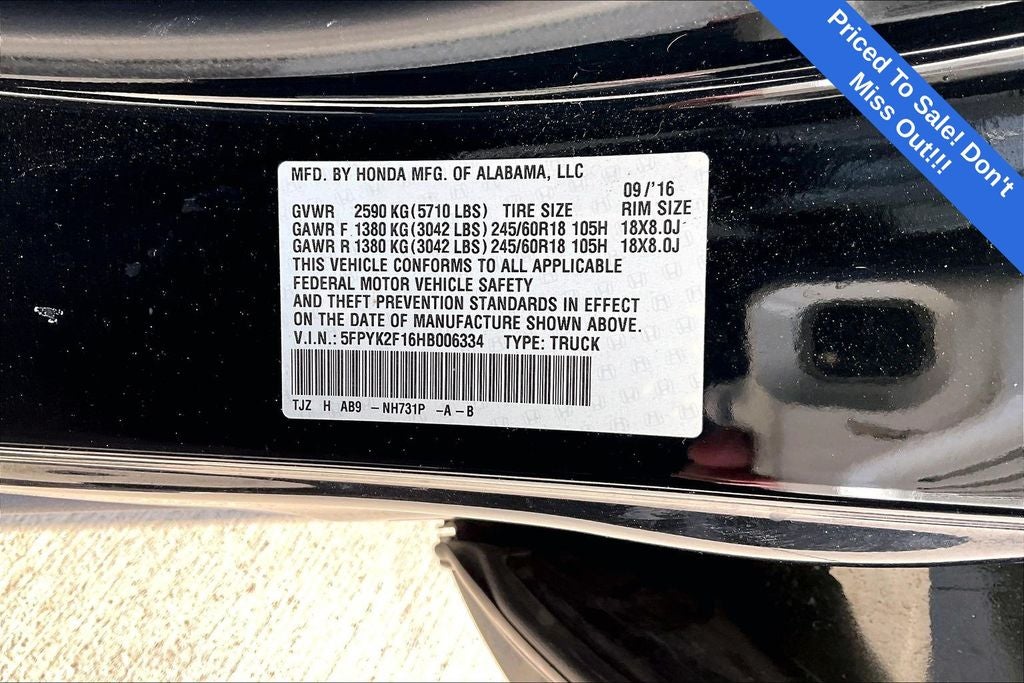 Priced To Sale! Don't
Miss Out!!!
MFD. BY HONDA MFG. OF ALABAMA, LLC
09/'16
GVWR 2590 KG(5710 LBS) TIRE SIZE RIM SIZE
GAWR F 1380 KG(3042 LBS) 245/60R18 105H 18X8.0J
GAWR R 1380 KG(3042 LBS) 245/60R18 105H 18X8.0J
THIS VEHICLE CONFORMS TO ALL APPLICABLE
FEDERAL MOTOR VEHICLE SAFETY
AND THEFT PREVENTION STANDARDS IN EFFECT
ON THE DATE OF MANUFACTURE SHOWN ABOVE.
V.I.N.: 5FPYK2F16HB006334 TYPE: TRUCK
TJZ H AB9 -NH731P -A-B